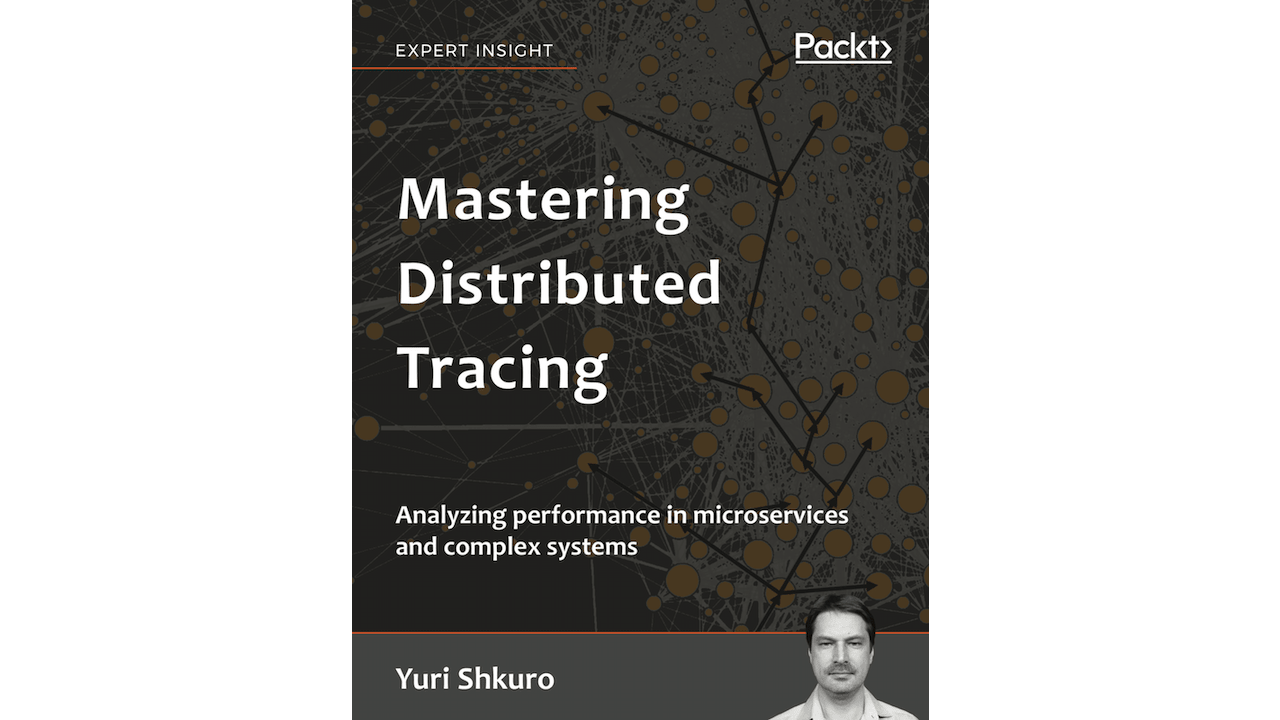 EXPERT INSIGHT
Packt
Mastering
Distributed
Tracing
Analyzing performance in microservices
and complex systems
Yuri Shkuro